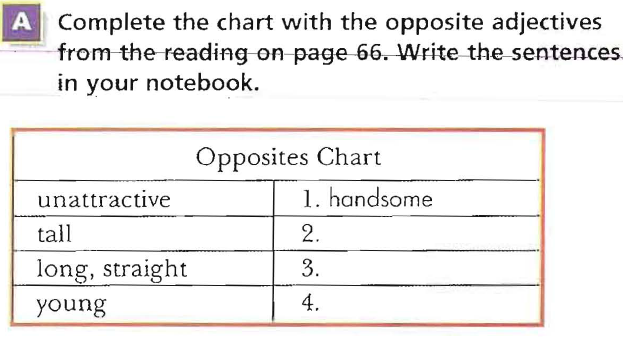 A Complete the chart with the opposite adjectives
from the reading on page 66. Write the sentences
in your notebook.
Opposites Chart
unattractive 1. handsome
tall 2.
long, straight 3.
young 4.